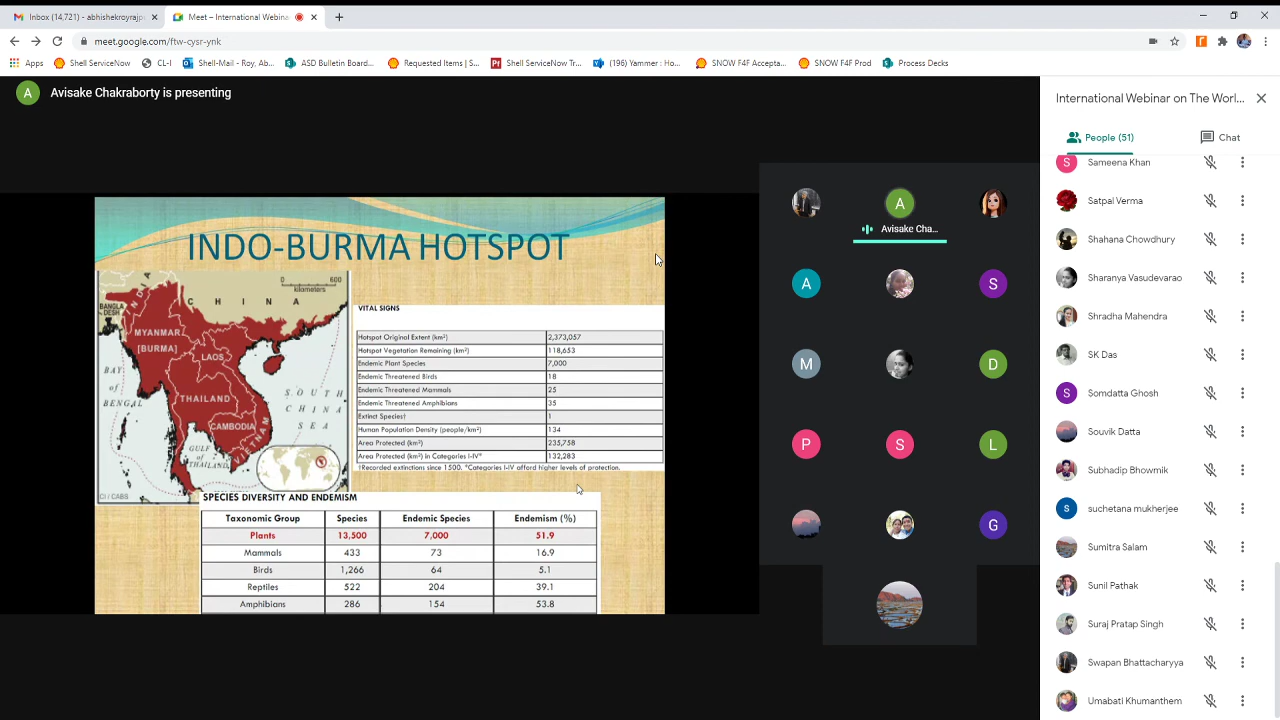 Inbox (14,721) - abhishekroyrajp
Meet – International Webina
meet.google.com/ftw-cysr-ynk
Apps
Shell ServiceNow
CL-I
Shell-Mail - Roy, Ab...
ASD Bulletin Board...
Requested Items | S...
Shell ServiceNow Tr...
(196) Yammer : Ho...
SNOW F4F Accepta...
SNOW F4F Prod
Process Decks
A
Avisake Chakraborty is presenting
INDO-BURMA HOTSPOT
0 600
kilometers
INDIA
CHINA
BANGLA
DESH
MYANMAR
[BURMA]
LAOS
BAY
OF
BENGAL
THAILAND
SOUTH
CHINA
SEA
CAMBODIA
VIETNAM
GULF
of
THAILAND
CI / CABS
VITAL SIGNS
Hotspot Original Extent (km²) 2,373,057
Hotspot Vegetation Remaining (km²) 118,653
Endemic Plant Species 7,000
Endemic Threatened Birds 18
Endemic Threatened Mammals 25
Endemic Threatened Amphibians 35
Extinct Species† 1
Human Population Density (people/km²) 134
Area Protected (km²) 235,758
Area Protected (km²) in Categories I-IV* 132,283
†Recorded extinctions since 1500. *Categories I-IV afford higher levels of protection.
SPECIES DIVERSITY AND ENDEMISM
Taxonomic Group Species Endemic Species Endemism (%)
Plants 13,500 7,000 51.9
Mammals 433 73 16.9
Birds 1,266 64 5.1
Reptiles 522 204 39.1
Amphibians 286 154 53.8
A
Avisake Cha...
A
S
M
D
P
S
L
G
International Webinar on The Worl...
People (51)
Chat
S Sameena Khan
Satpal Verma
Shahana Chowdhury
Sharanya Vasudevarao
Shradha Mahendra
SK Das
S Somdatta Ghosh
Souvik Datta
Subhadip Bhowmik
S suchetana mukherjee
Sumitra Salam
Sunil Pathak
Suraj Pratap Singh
Swapan Bhattacharyya
Umabati Khumanthem